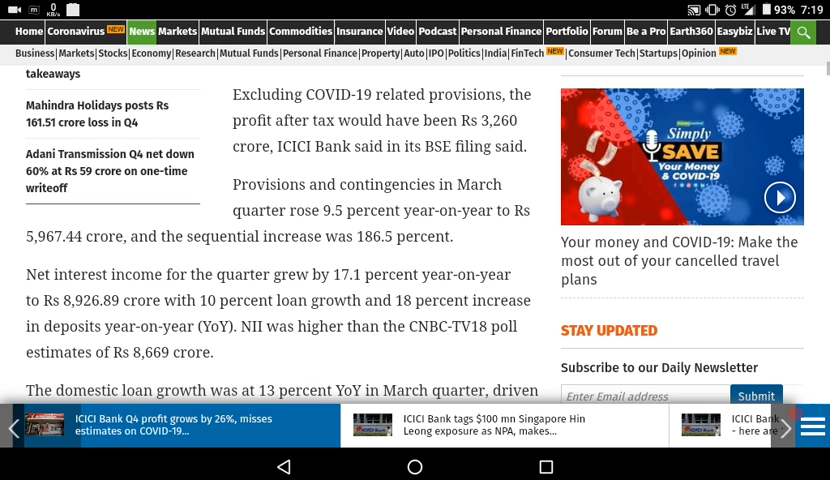 0
KB/s
LTE
93% 7:19
Home Coronavirus NEW News Markets Mutual Funds Commodities Insurance Video Podcast Personal Finance Portfolio Forum Be a Pro Earth360 Easybiz Live TV
Business| Markets| Stocks| Economy| Research| Mutual Funds| Personal Finance| Property| Auto| IPO| Politics| India| FinTech NEW | Consumer Tech| Startups| Opinion NEW
takeaways
Mahindra Holidays posts Rs
161.51 crore loss in Q4
Adani Transmission Q4 net down
60% at Rs 59 crore on one-time
writeoff
Excluding COVID-19 related provisions, the
profit after tax would have been Rs 3,260
crore, ICICI Bank said in its BSE filing said.
Provisions and contingencies in March
quarter rose 9.5 percent year-on-year to Rs
5,967.44 crore, and the sequential increase was 186.5 percent.
Net interest income for the quarter grew by 17.1 percent year-on-year
to Rs 8,926.89 crore with 10 percent loan growth and 18 percent increase
in deposits year-on-year (YoY). NII was higher than the CNBC-TV18 poll
estimates of Rs 8,669 crore.
The domestic loan growth was at 13 percent YoY in March quarter, driven
Simply
SAVE
Your Money
& COVID-19
Your money and COVID-19: Make the
most out of your cancelled travel
plans
STAY UPDATED
Subscribe to our Daily Newsletter
Enter Email address
Submit
ICICI Bank Q4 profit grows by 26%, misses
estimates on COVID-19...
ICICI Bank tags $100 mn Singapore Hin
Leong exposure as NPA, makes...
ICICI Bank
- here are